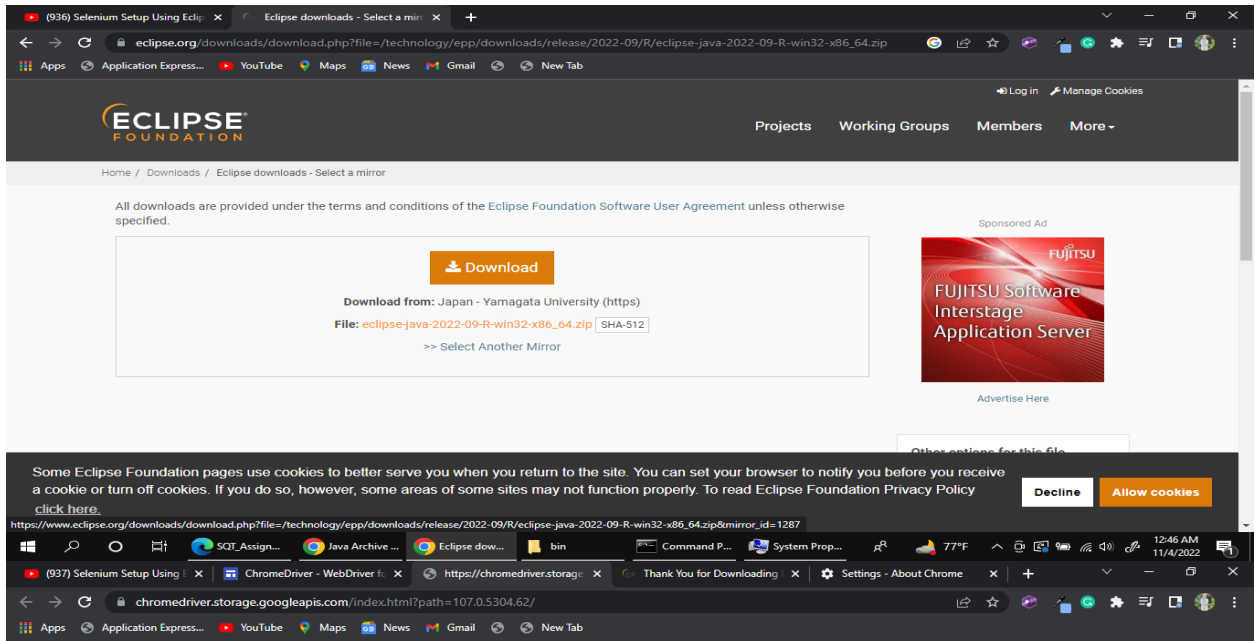 (936) Selenium Setup Using Eclip
Eclipse downloads - Select a mirr
eclipse.org/downloads/download.php?file=/technology/epp/downloads/release/2022-09/R/eclipse-java-2022-09-R-win32-x86_64.zip
Apps Application Express... YouTube Maps News Gmail New Tab
Log in Manage Cookies
ECLIPSE
FOUNDATION
Projects Working Groups Members More
Home / Downloads / Eclipse downloads - Select a mirror
All downloads are provided under the terms and conditions of the Eclipse Foundation Software User Agreement unless otherwise
specified.
Download
Download from: Japan - Yamagata University (https)
File: eclipse-java-2022-09-R-win32-x86_64.zip SHA-512
>> Select Another Mirror
Sponsored Ad
FUJITSU
FUJITSU Software
Interstage
Application Server
Advertise Here
Other options for this file
Some Eclipse Foundation pages use cookies to better serve you when you return to the site. You can set your browser to notify you before you receive
a cookie or turn off cookies. If you do so, however, some areas of some sites may not function properly. To read Eclipse Foundation Privacy Policy
click here.
Decline Allow cookies
https://www.eclipse.org/downloads/download.php?file=/technology/epp/downloads/release/2022-09/R/eclipse-java-2022-09-R-win32-x86_64.zip&mirror_id=1287
SQT_Assign... Java Archive ... Eclipse dow... bin Command P... System Prop... 77°F 12:46 AM
11/4/2022
(937) Selenium Setup Using E ChromeDriver - WebDriver fo https://chromedriver.storage Thank You for Downloading Settings - About Chrome
chromedriver.storage.googleapis.com/index.html?path=107.0.5304.62/
Apps Application Express... YouTube Maps News Gmail New Tab